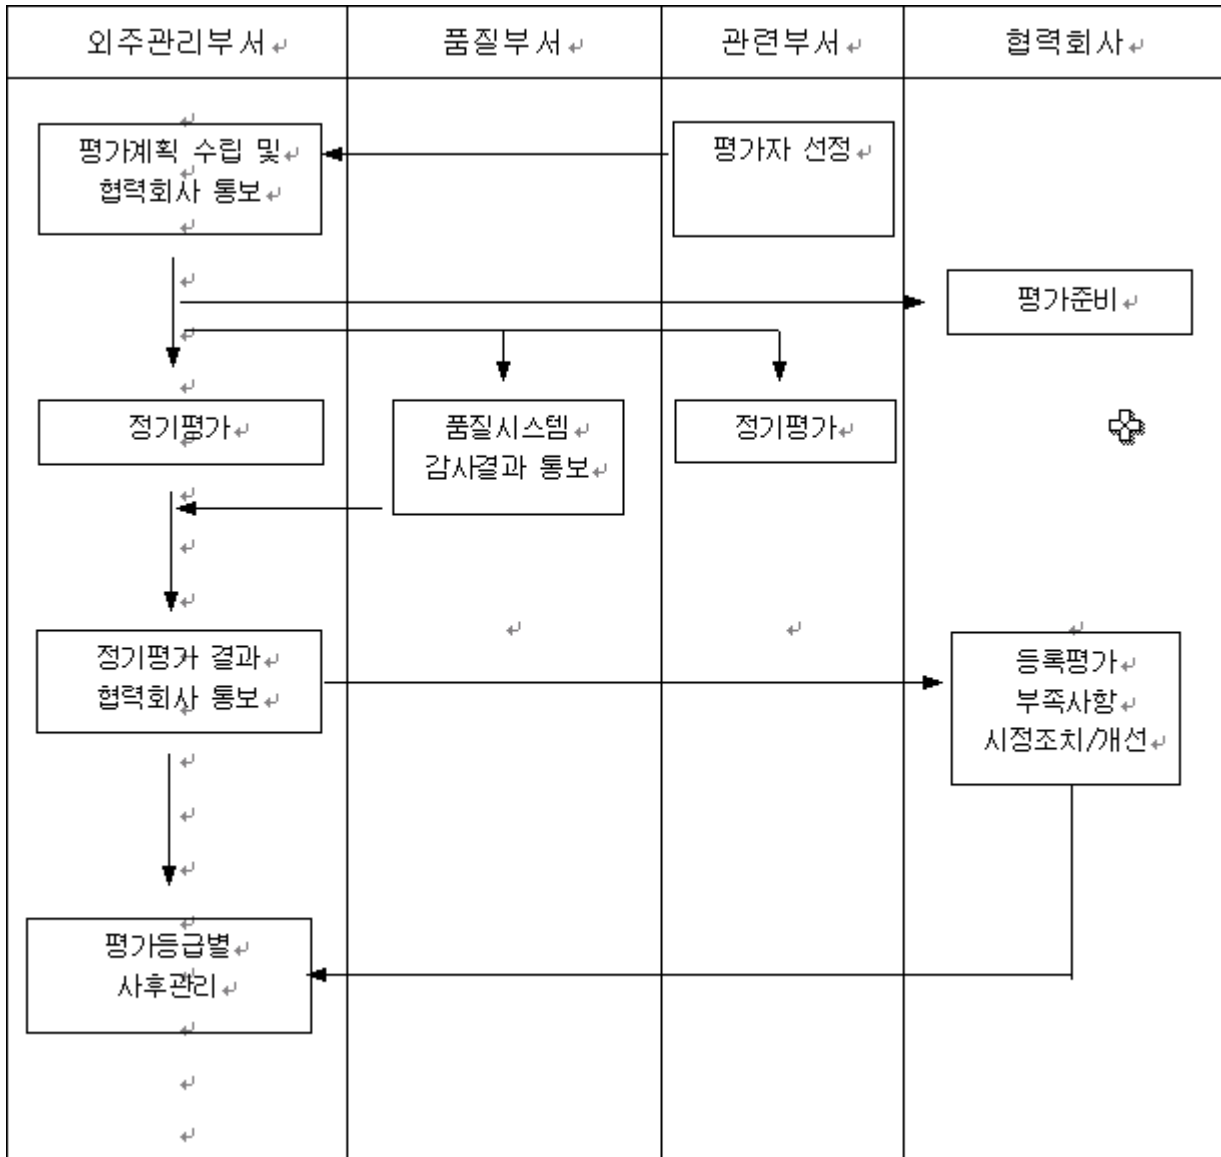 외주관리부서
품질부서
관련부서
협력회사
평가계획 수립 및
협력회사 통보
평가자 선정
평가준비
정기평가
품질시스템
감사결과 통보
정기평가
정기평가 결과
협력회사 통보
등록평가
부족사항
시정조치/개선
평가등급별
사후관리